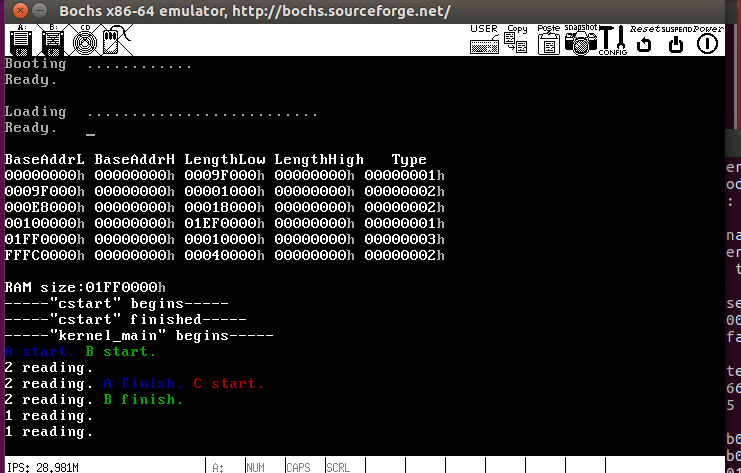 Bochs x86-64 emulator, http://bochs.sourceforge.net/
A: B: CD USER Copy Paste Snapshot CONFIG Reset SUSPEND Power
Booting ............
Ready.
Loading ..........................
Ready. _
BaseAddrL BaseAddrH LengthLow LengthHigh Type
00000000h 00000000h 0009F000h 00000000h 00000001h
0009F000h 00000000h 00001000h 00000000h 00000002h
000E8000h 00000000h 00018000h 00000000h 00000002h
00100000h 00000000h 01EF0000h 00000000h 00000001h
01FF0000h 00000000h 00010000h 00000000h 00000003h
FFFC0000h 00000000h 00040000h 00000000h 00000002h
RAM size:01FF0000h
-----"cstart" begins-----
-----"cstart" finished-----
-----"kernel_main" begins-----
A start. B start.
2 reading.
2 reading. A finish. C start.
2 reading. B finish.
1 reading.
1 reading.
IPS: 28.981M A: NUM CAPS SCRL